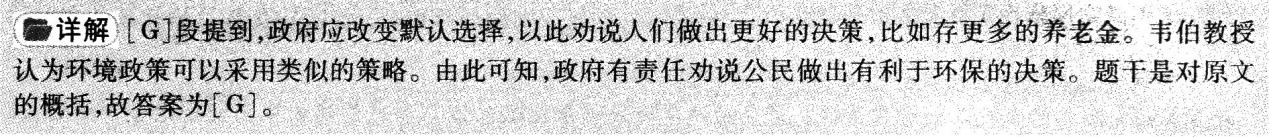 详解 [G]段提到,政府应改变默认选择,以此劝说人们做出更好的决策,比如存更多的养老金。韦伯教授
认为环境政策可以采用类似的策略。由此可知,政府有责任劝说公民做出有利于环保的决策。题干是对原文
的概括,故答案为[G]。